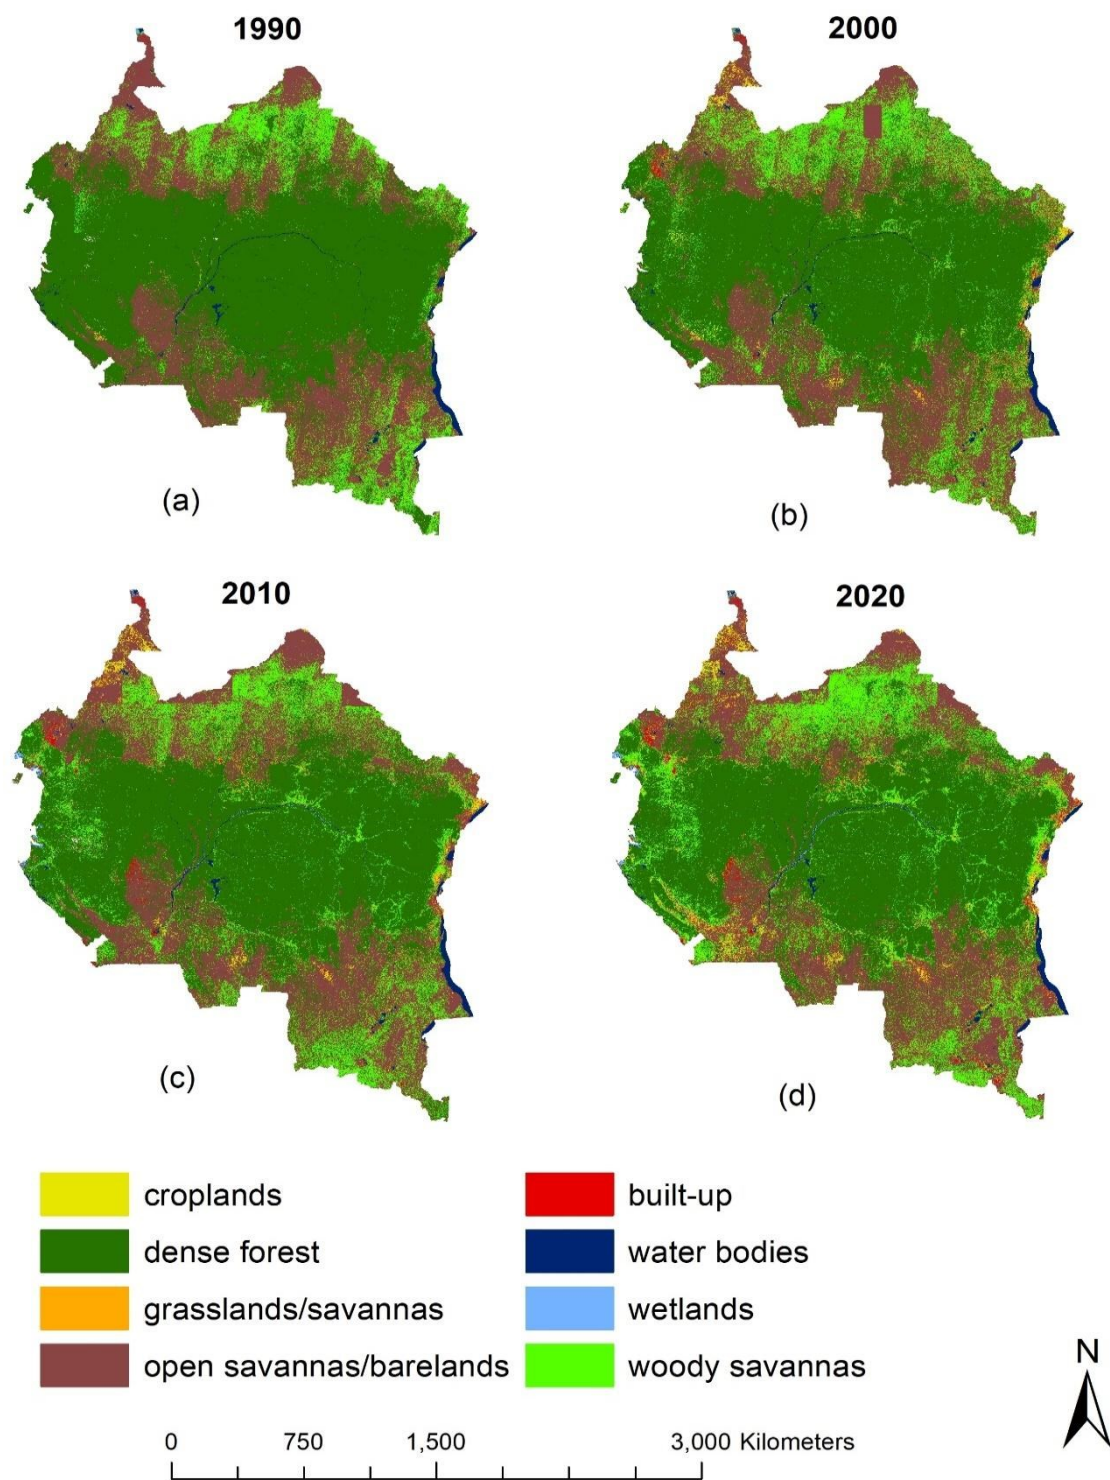 1990
2000
(a)
(b)
2010
2020
(c)
(d)
croplands
built-up
dense forest
water bodies
grasslands/savannas
wetlands
open savannas/barelands
woody savannas
N
0 750 1,500 3,000 Kilometers